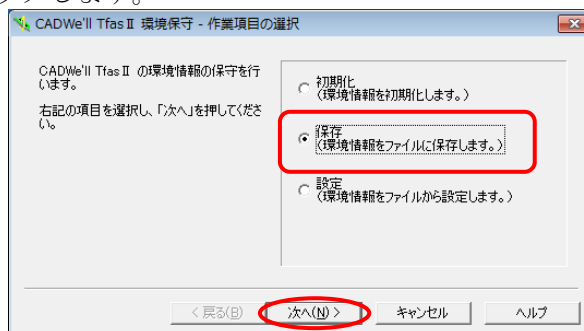 クします。
CADWe'll TfasⅡ 環境保守 - 作業項目の選択
CADWe'll TfasⅡ の環境情報の保守を行
います。
右記の項目を選択し、「次へ」を押してくださ
い。
初期化
（環境情報を初期化します。）
保存
（環境情報をファイルに保存します。）
設定
（環境情報をファイルから設定します。）
< 戻る(B)
次へ(N) >
キャンセル
ヘルプ